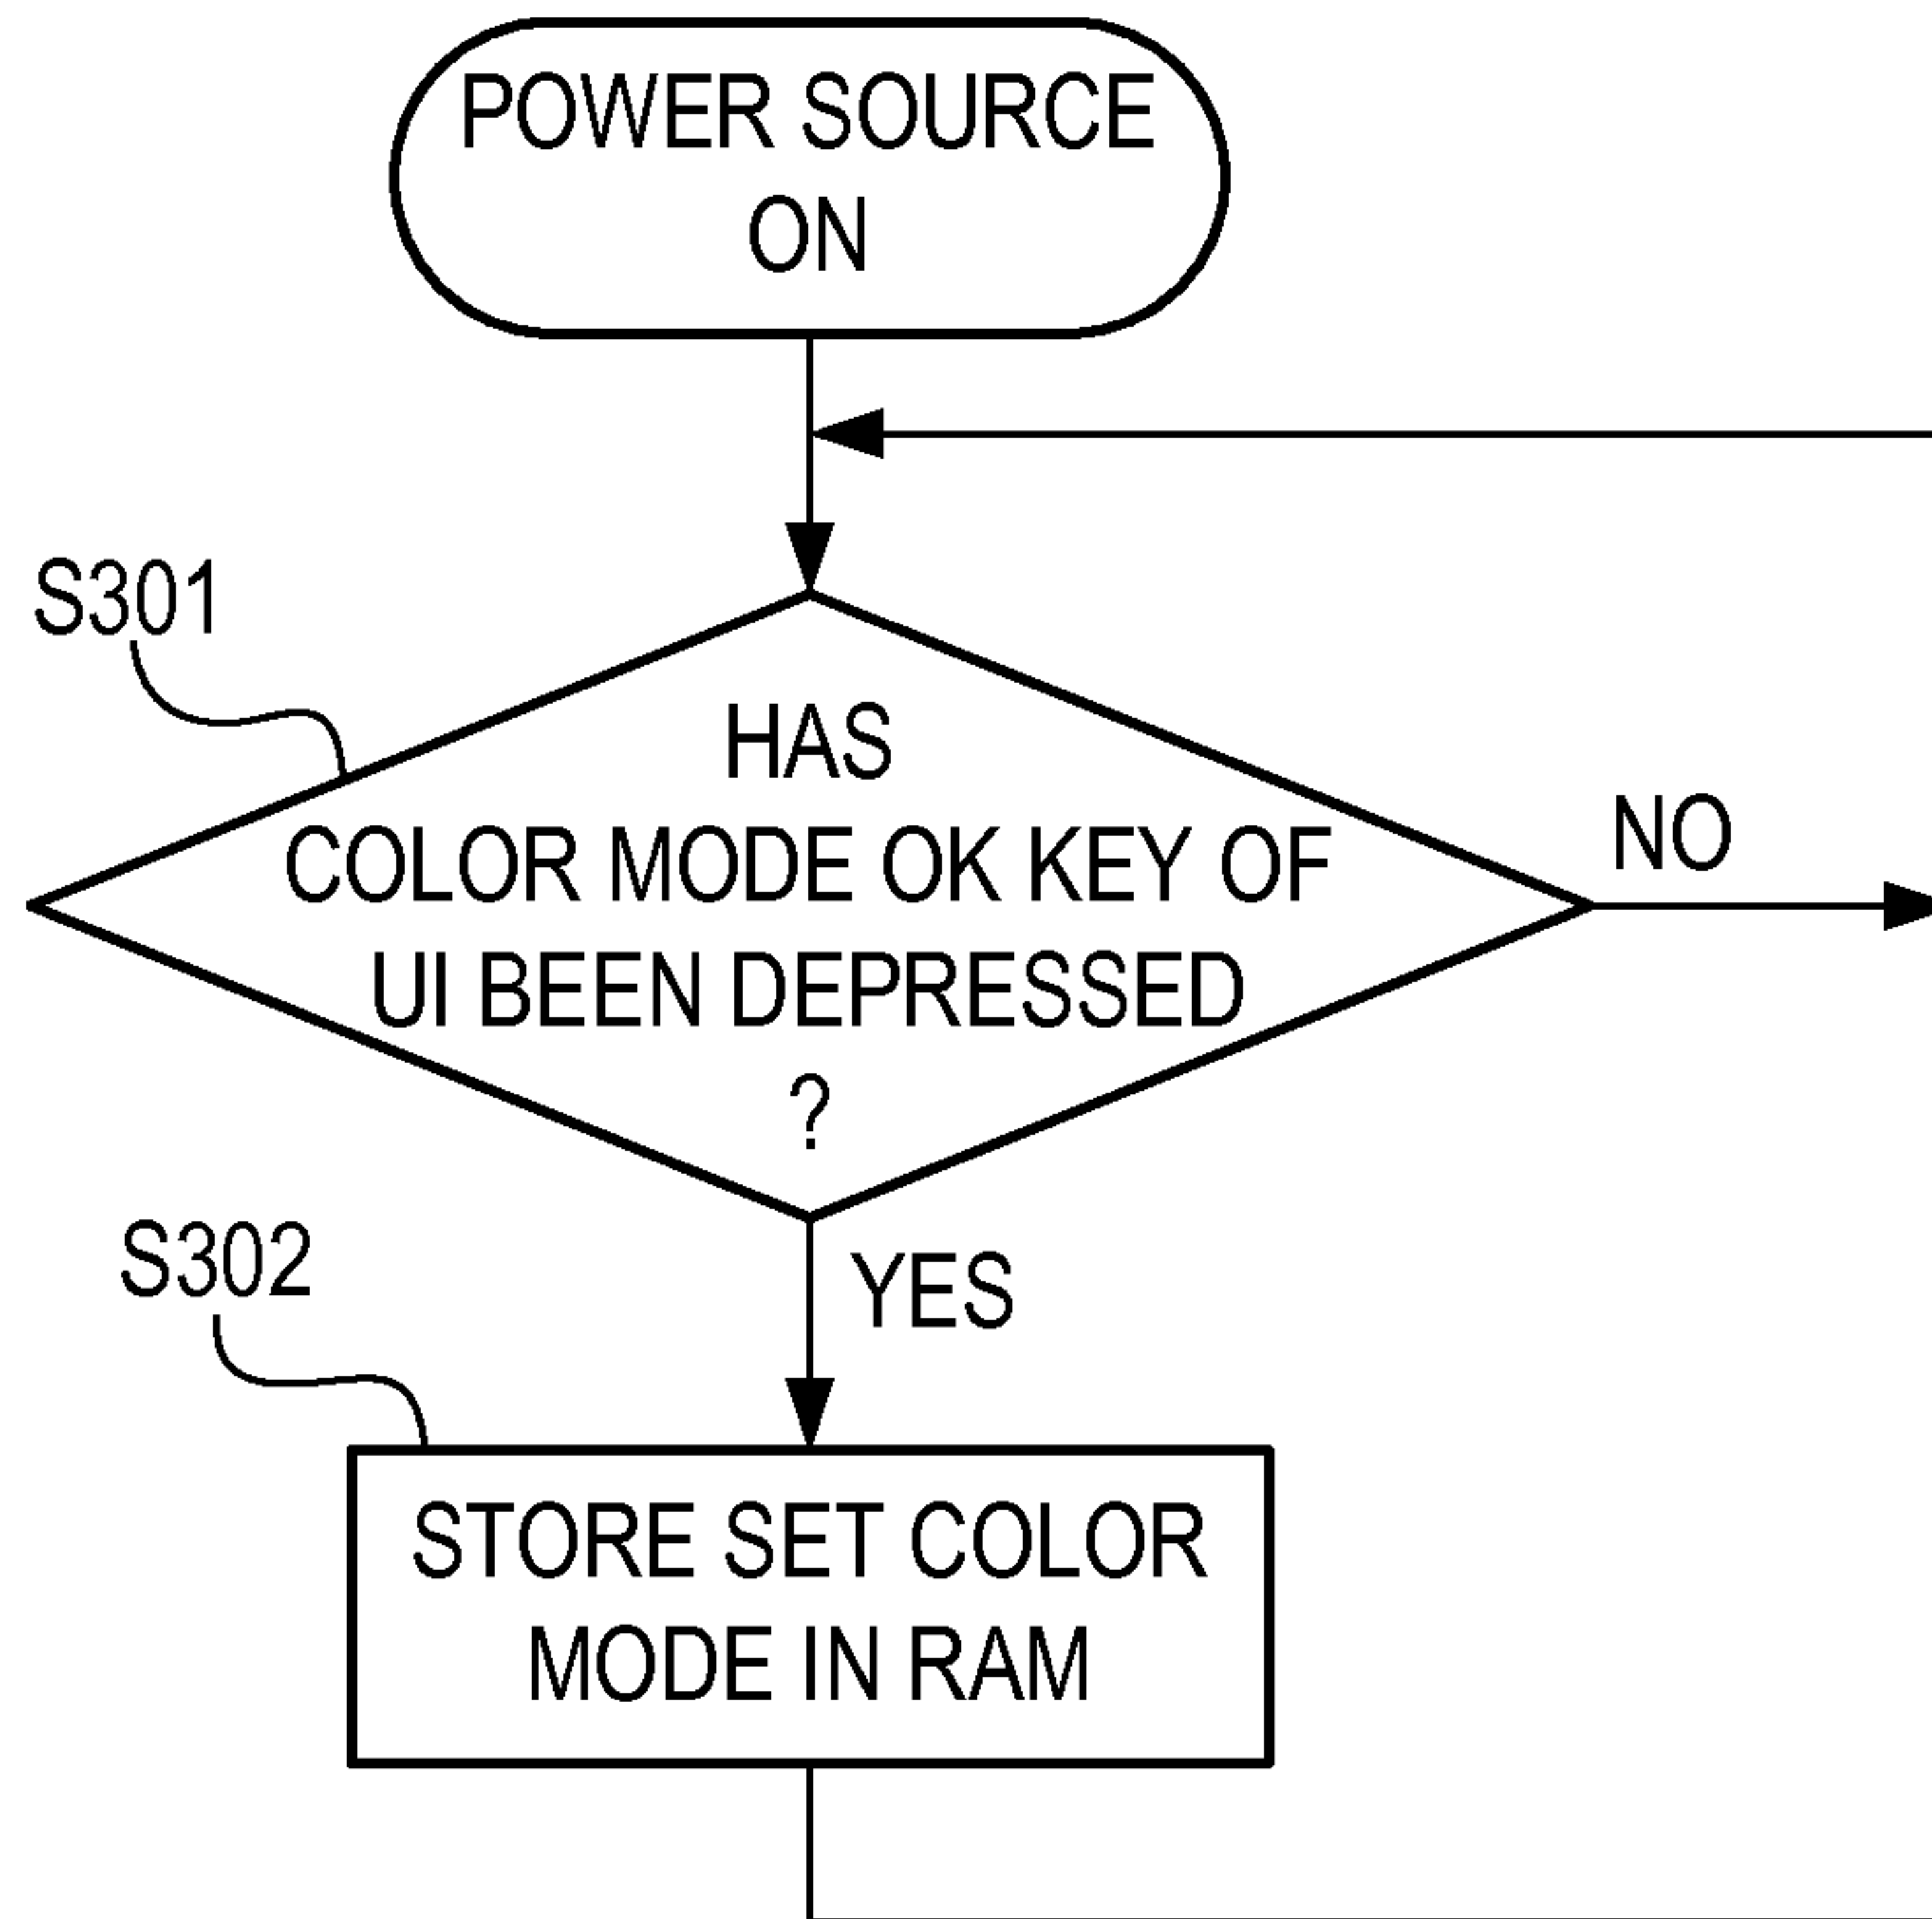 POWER SOURCE
ON
S301
HAS
COLOR MODE OK KEY OF
UI BEEN DEPRESSED
?
NO
YES
S302
STORE SET COLOR
MODE IN RAM